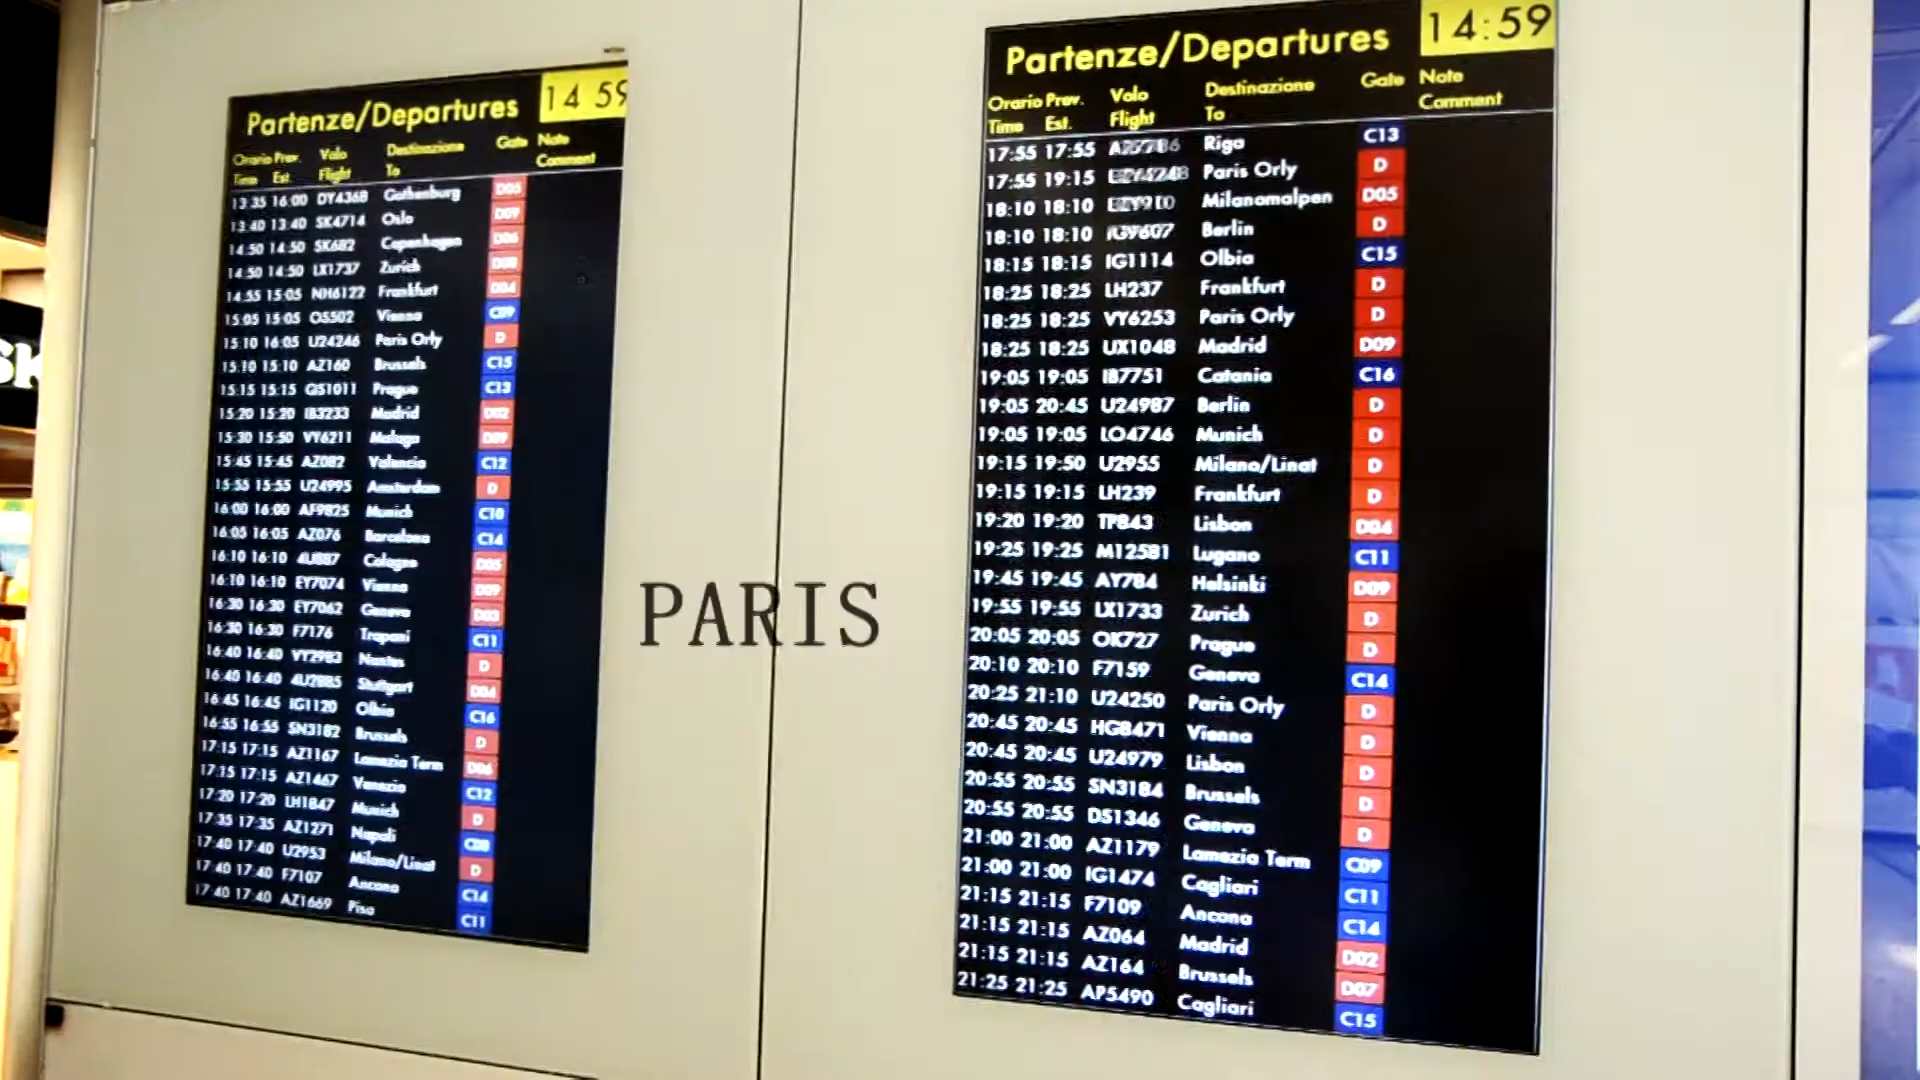 Partenze/Departures 14 59
Orario Prev. Volo Destinazione Gate Note
Time Est. Flight To Comment
13:35 16:00 DY4368 Gothenburg D05
13:40 13:40 SK4714 Oslo D09
14:50 14:50 SK682 Copenhagen D06
14:50 14:50 LX1737 Zurich D08
14:55 15:05 NH6122 Frankfurt D04
15:05 15:05 OS502 Vienna C09
15:10 16:05 U24246 Paris Orly D
15:10 15:10 AZ160 Brussels C15
15:15 15:15 QS1011 Prague C13
15:20 15:20 IB3233 Madrid D02
15:30 15:50 VY6211 Malaga D09
15:45 15:45 AZ082 Valencia C12
15:55 15:55 U24995 Amsterdam D
16:00 16:00 AF9825 Munich C10
16:05 16:05 AZ076 Barcelona C14
16:10 16:10 4U887 Cologne D05
16:10 16:10 EY7074 Vienna D09
16:30 16:30 EY7062 Geneva D03
16:30 16:30 F7176 Trapani C11
16:40 16:40 VY2983 Nantes D
16:40 16:40 4U2885 Stuttgart D04
16:45 16:45 IG1120 Olbia C16
16:55 16:55 SN3182 Brussels D
17:15 17:15 AZ1167 Lamezia Term D06
17:15 17:15 AZ1467 Venezia C12
17:20 17:20 LH1847 Munich D
17:35 17:35 AZ1271 Napoli C08
17:40 17:40 U2953 Milano/Linat D
17:40 17:40 F7107 Ancona C14
17:40 17:40 AZ1669 Pisa C11
PARIS
Partenze/Departures 14:59
Orario Prev. Volo Destinazione Gate Note
Time Est. Flight To Comment
17:55 17:55 Riga C13
17:55 19:15 Paris Orly D
18:10 18:10 Milanomalpen D05
18:10 18:10 Berlin D
18:15 18:15 IG1114 Olbia C15
18:25 18:25 LH237 Frankfurt D
18:25 18:25 VY6253 Paris Orly D
18:25 18:25 UX1048 Madrid D09
19:05 19:05 IB7751 Catania C16
19:05 20:45 U24987 Berlin D
19:05 19:05 LO4746 Munich D
19:15 19:50 U2955 Milano/Linat D
19:15 19:15 LH239 Frankfurt D
19:20 19:20 TP843 Lisbon D04
19:25 19:25 M12581 Lugano C11
19:45 19:45 AY784 Helsinki D09
19:55 19:55 LX1733 Zurich D
20:05 20:05 OK727 Prague D
20:10 20:10 F7159 Geneva C14
20:25 21:10 U24250 Paris Orly D
20:45 20:45 HG8471 Vienna D
20:45 20:45 U24979 Lisbon D
20:55 20:55 SN3184 Brussels D
20:55 20:55 DS1346 Geneva D
21:00 21:00 AZ1179 Lamezia Term C09
21:00 21:00 IG1474 Cagliari C11
21:15 21:15 F7109 Ancona C14
21:15 21:15 AZ064 Madrid D02
21:15 21:15 AZ164 Brussels D07
21:25 21:25 AP5490 Cagliari C15